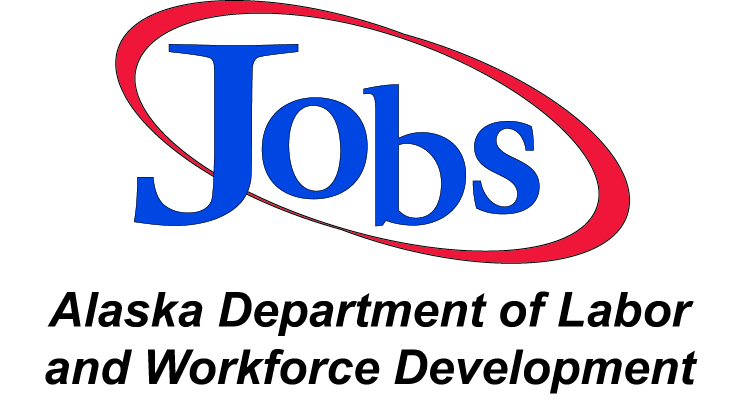 Jobs
Alaska Department of Labor
and Workforce Development